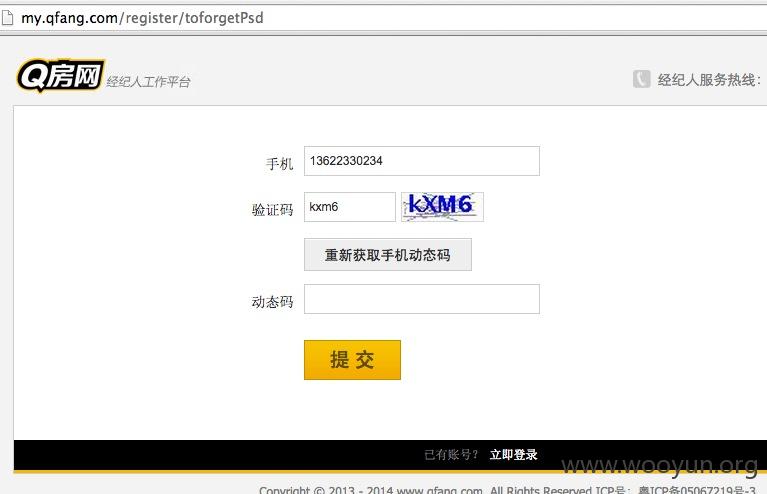 my.qfang.com/register/toforgetPsd
Q房网 经纪人工作平台
经纪人服务热线：
手机 13622330234
验证码 kxm6 kXM6
重新获取手机动态码
动态码
提交
已有账号？ 立即登录
www.wooyun.org
Copyright © 2013 - 2014 www.qfang.com. All Rights Reserved ICP号：粤ICP备05067219号-3